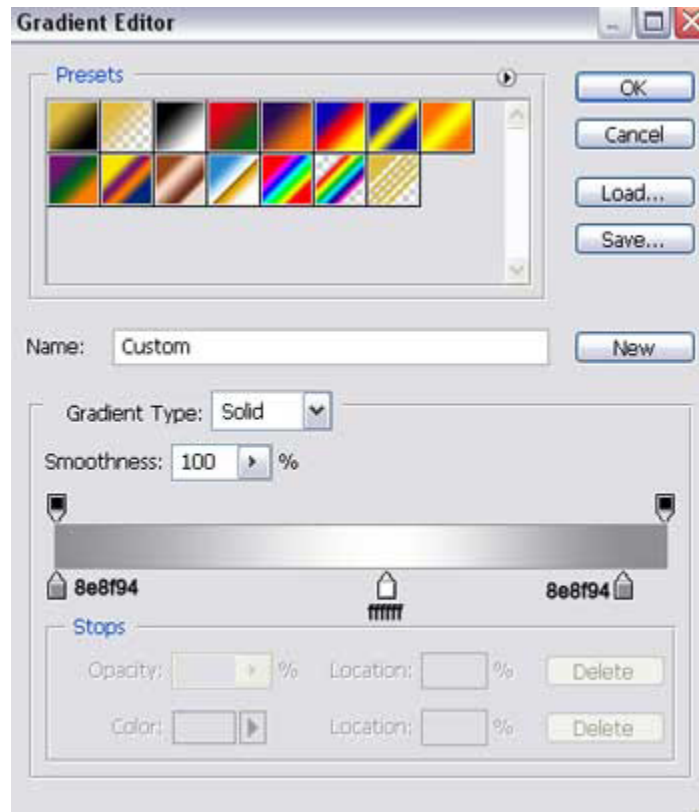 Gradient Editor
Presets
OK
Cancel
Load...
Save...
Name: Custom
New
Gradient Type: Solid
Smoothness: 100 %
8e8f94
8e8f94
ffffff
Stops
Opacity: % Location: % Delete
Color: Location: % Delete